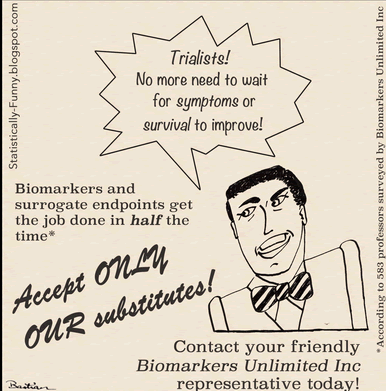 Statistically-Funny.blogspot.com
Trialists!
No more need to wait
for symptoms or
survival to improve!
Biomarkers and
surrogate endpoints get
the job done in half the
time*
Accept ONLY
OUR substitutes!
Contact your friendly
Biomarkers Unlimited Inc
representative today!
*According to 583 professors surveyed by Biomarkers Unlimited Inc
Bastian